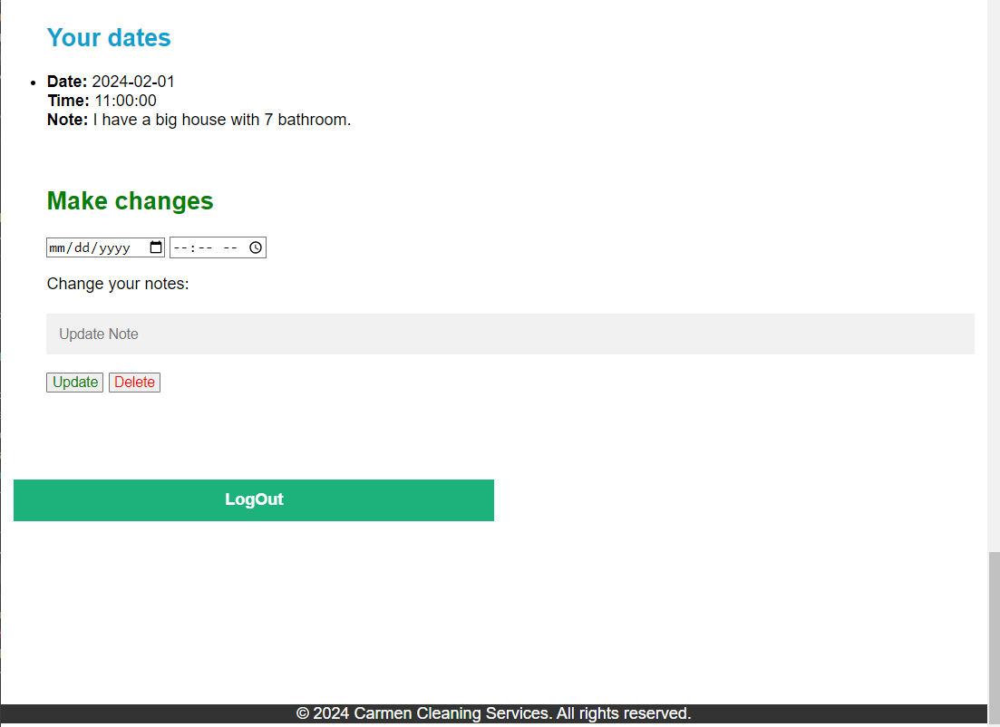 Your dates
Date: 2024-02-01
Time: 11:00:00
Note: I have a big house with 7 bathroom.
Make changes
mm/dd/yyyy --:-- --
Change your notes:
Update Note
Update Delete
LogOut
© 2024 Carmen Cleaning Services. All rights reserved.